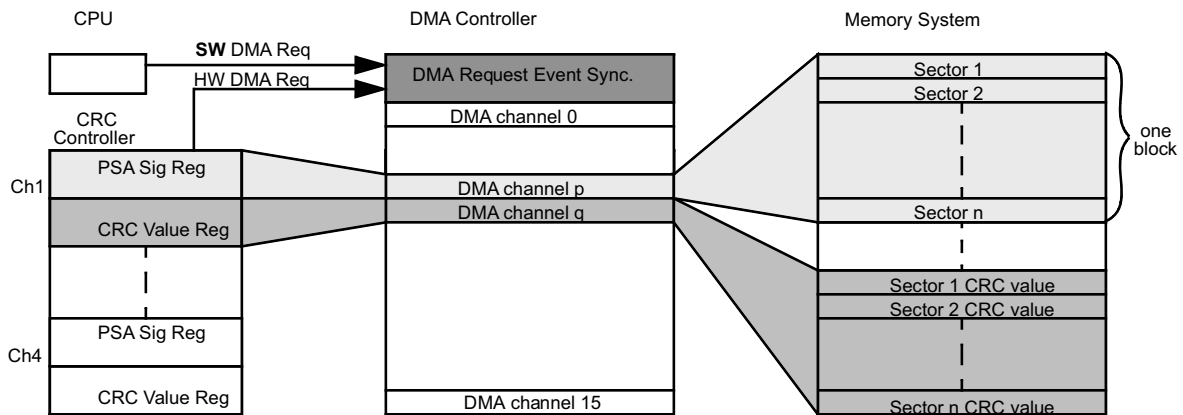 CPU
DMA Controller
Memory System
SW DMA Req
HW DMA Req
DMA Request Event Sync.
DMA channel 0
CRC
Controller
Ch1
PSA Sig Reg
CRC Value Reg
DMA channel p
DMA channel q
Ch4
PSA Sig Reg
CRC Value Reg
DMA channel 15
Sector 1
Sector 2
Sector n
one
block
Sector 1 CRC value
Sector 2 CRC value
Sector n CRC value